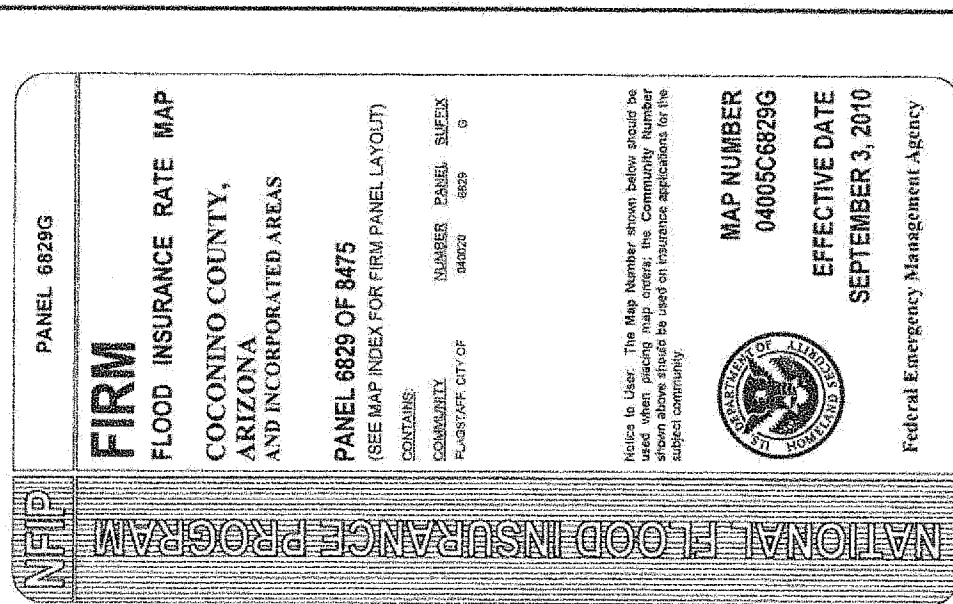 NFIP
PANEL 6829G
FIRM
FLOOD INSURANCE RATE MAP
COCONINO COUNTY,
ARIZONA
AND INCORPORATED AREAS
PANEL 6829 OF 8475
(SEE MAP INDEX FOR FIRM PANEL LAYOUT)
CONTAINS:
COMMUNITY NUMBER PANEL SUFFIX
FLAGSTAFF, CITY OF 040020 6829 G
Notice to User: The Map Number shown below should be
used when placing map orders; the Community Number
shown above should be used on insurance applications for the
subject community.
MAP NUMBER
04005C6829G
EFFECTIVE DATE
SEPTEMBER 3, 2010
U.S. DEPARTMENT OF HOMELAND SECURITY
Federal Emergency Management Agency
NATIONAL FLOOD INSURANCE PROGRAM